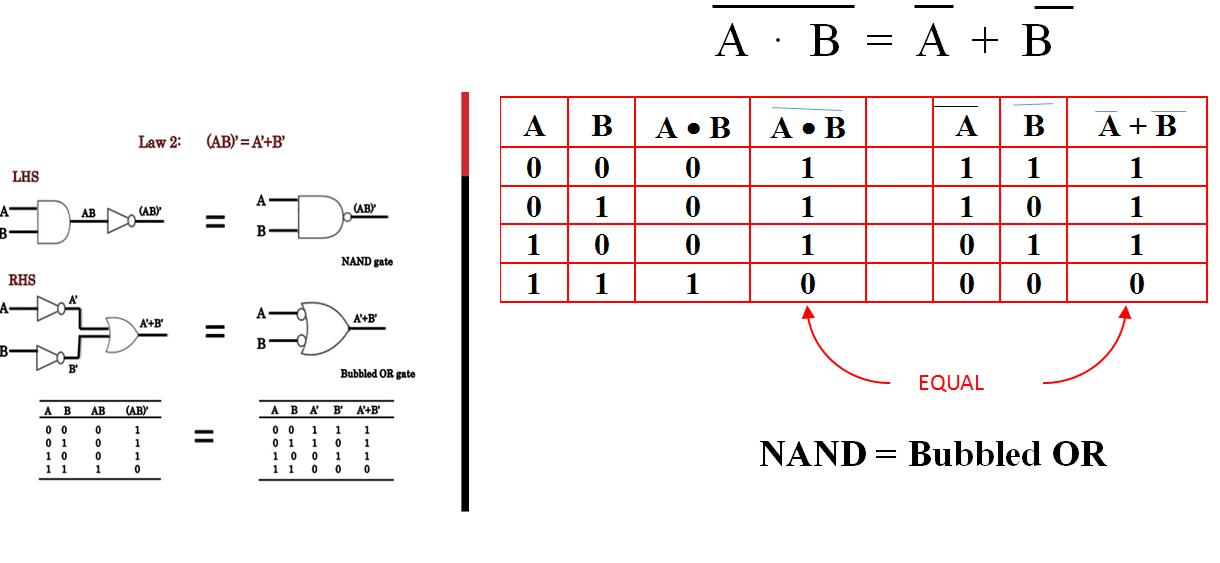 A · B = A + B
Law 2: (AB)' = A'+B'
LHS
A
B
AB
(AB)'
=
A
B
(AB)'
NAND gate
RHS
A
B
A'
B'
A'+B'
=
A
B
A'+B'
Bubbled OR gate
A B AB (AB)'
0 0 0 1
0 1 0 1
1 0 0 1
1 1 1 0
=
A B A' B' A'+B'
0 0 1 1 1
0 1 1 0 1
1 0 0 1 1
1 1 0 0 0
A B A • B A • B A B A + B
0 0 0 1 1 1 1
0 1 0 1 1 0 1
1 0 0 1 0 1 1
1 1 1 0 0 0 0
EQUAL
NAND = Bubbled OR